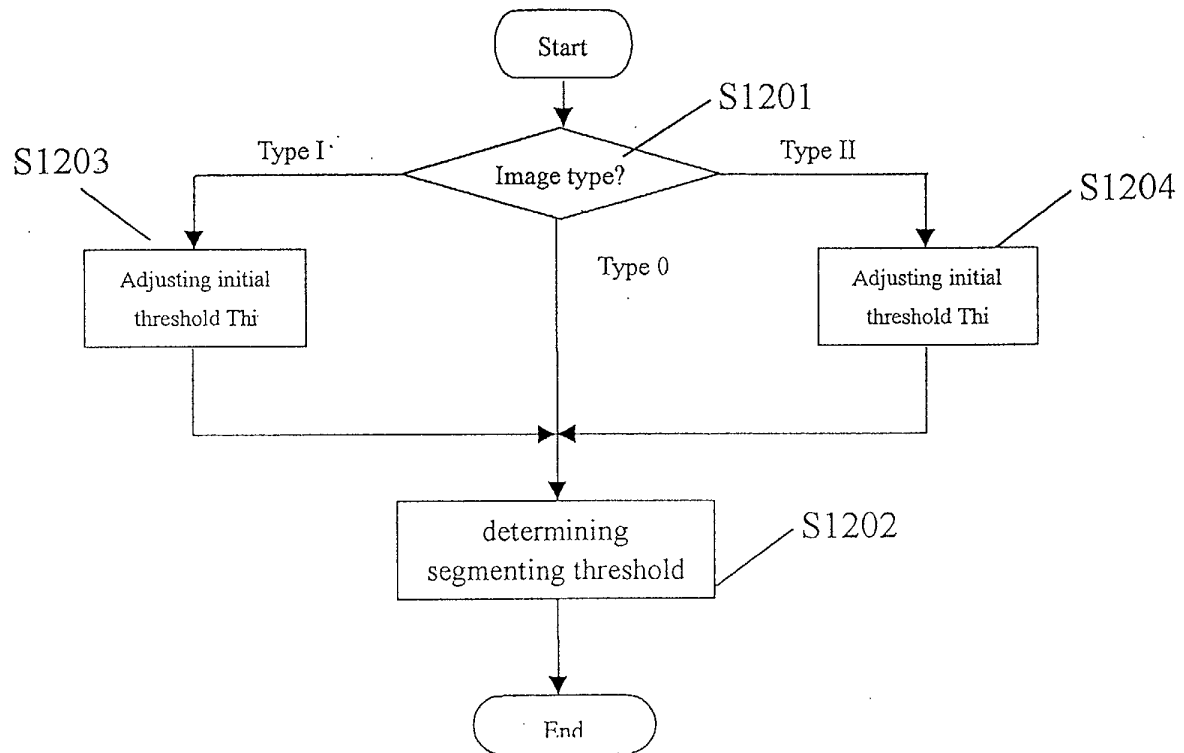 Start
S1201
Type I
Type II
S1203
Image type?
S1204
Type 0
Adjusting initial
threshold Thi
Adjusting initial
threshold Thi
determining
segmenting threshold
S1202
End